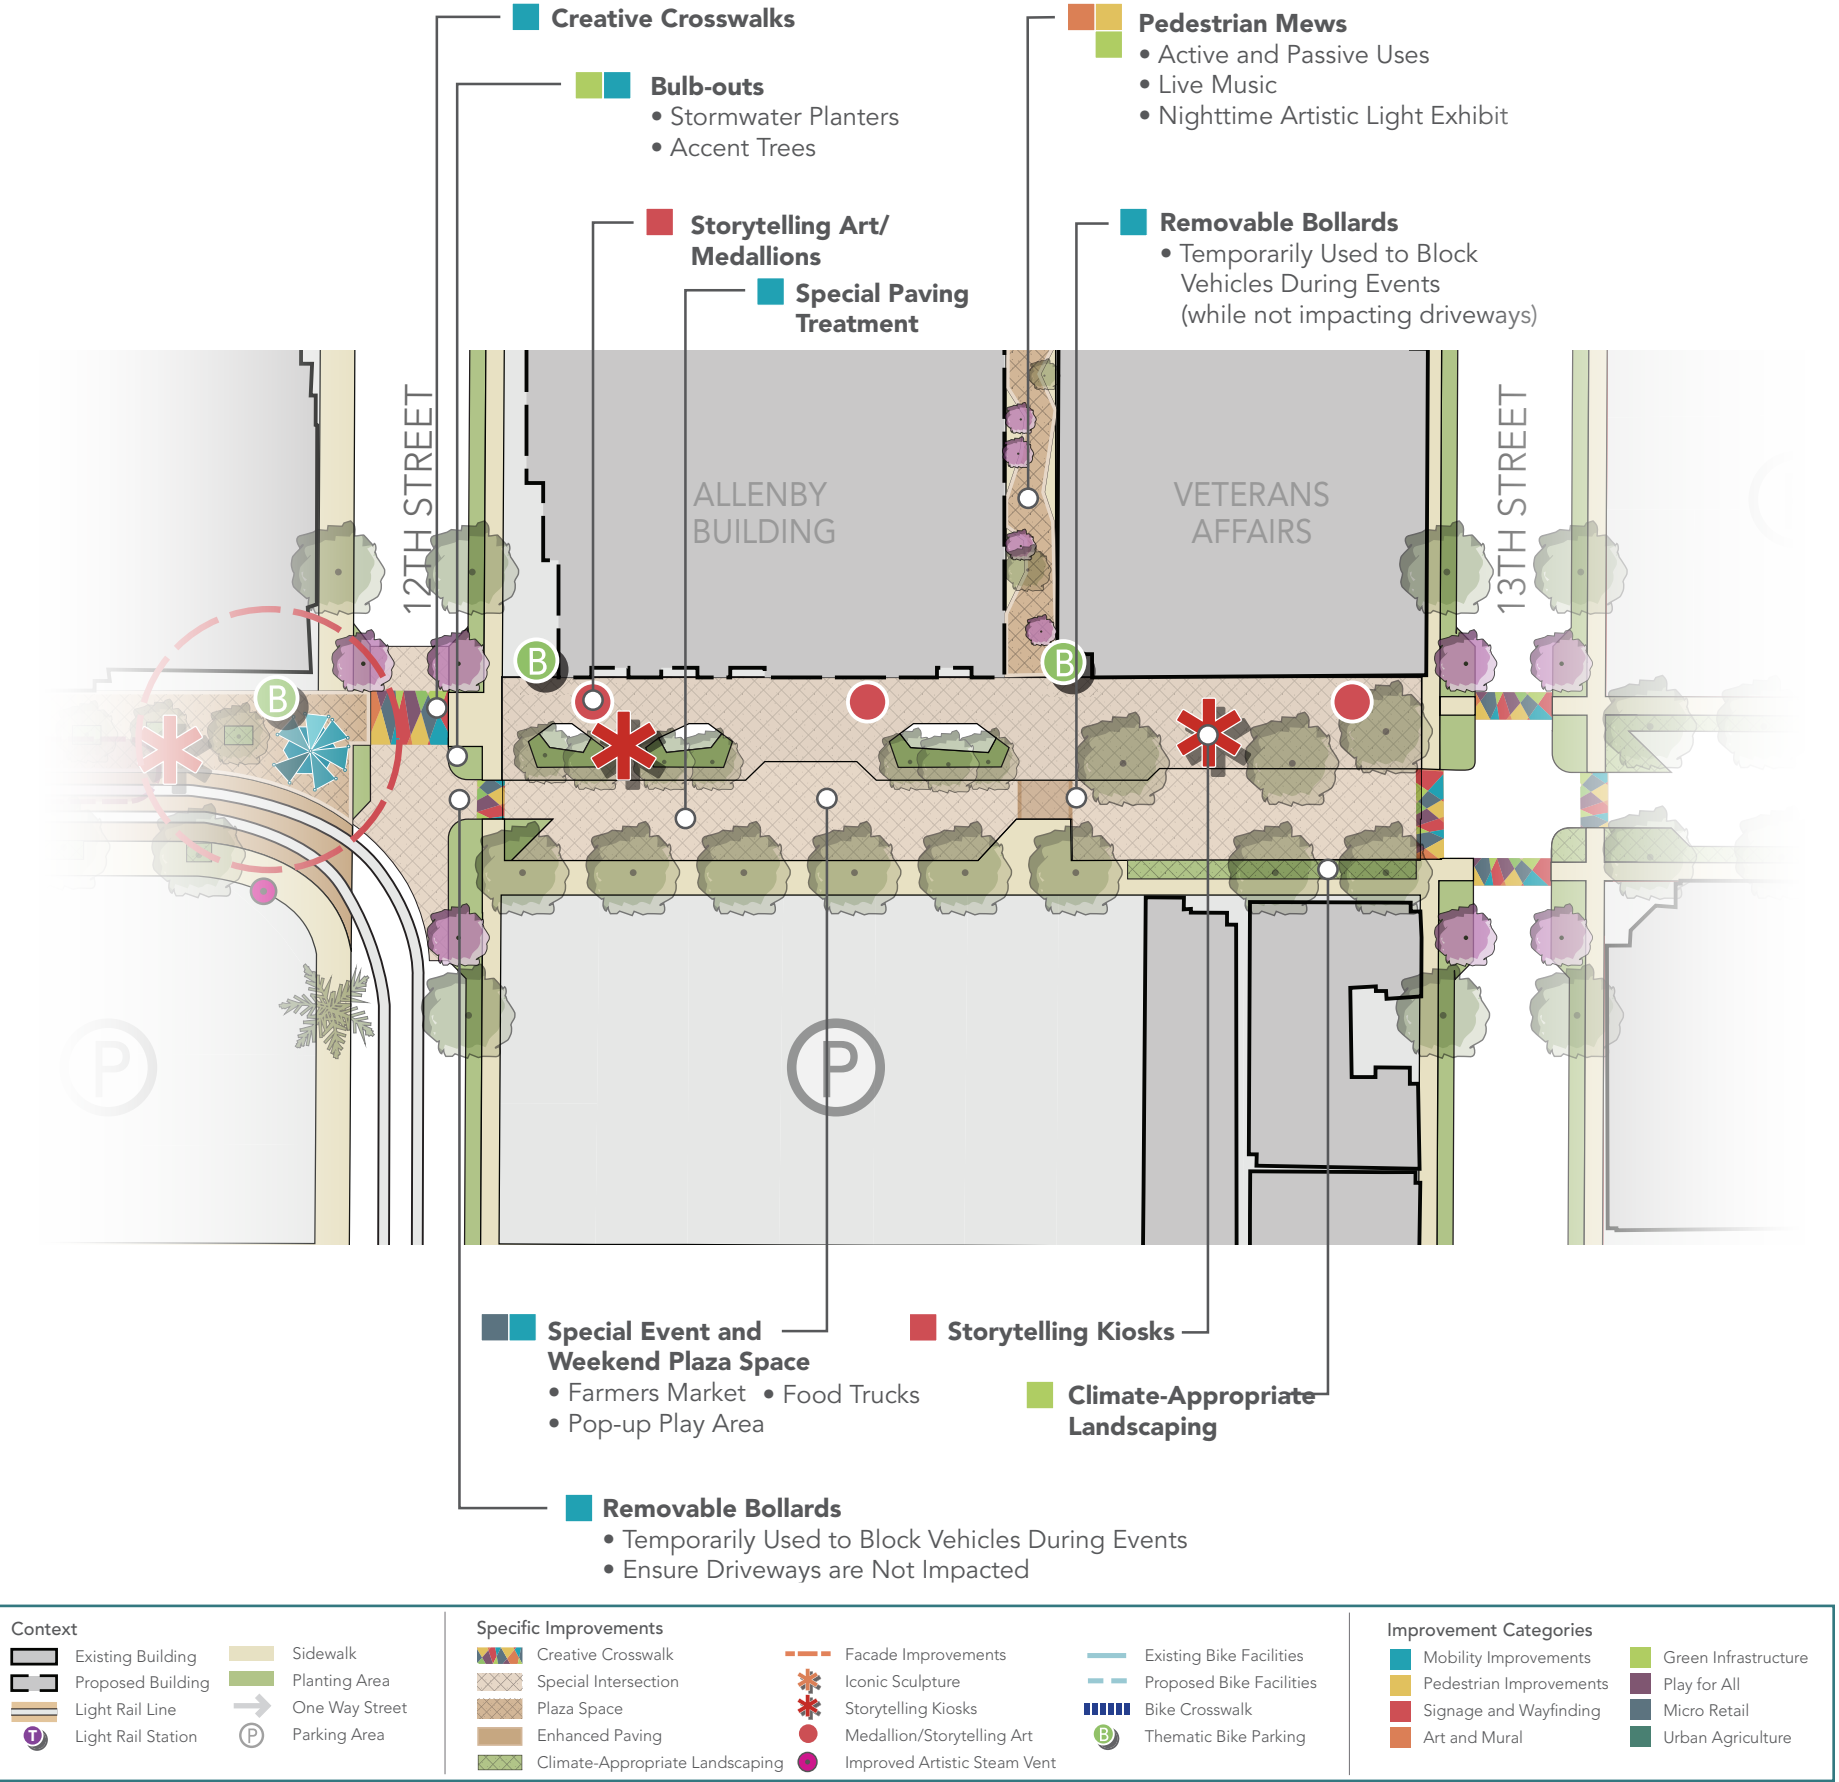 Creative Crosswalks
Bulb-outs
• Stormwater Planters
• Accent Trees
Pedestrian Mews
• Active and Passive Uses
• Live Music
• Nighttime Artistic Light Exhibit
Storytelling Art/
Medallions
Special Paving
Treatment
Removable Bollards
• Temporarily Used to Block
Vehicles During Events
(while not impacting driveways)
12TH STREET
ALLENBY
BUILDING
VETERANS
AFFAIRS
13TH STREET
B
B
B
P
P
Special Event and
Weekend Plaza Space
• Farmers Market • Food Trucks
• Pop-up Play Area
Storytelling Kiosks
Climate-Appropriate
Landscaping
Removable Bollards
• Temporarily Used to Block Vehicles During Events
• Ensure Driveways are Not Impacted
Context
Existing Building
Proposed Building
Light Rail Line
T Light Rail Station
Sidewalk
Planting Area
One Way Street
P Parking Area
Specific Improvements
Creative Crosswalk
Special Intersection
Plaza Space
Enhanced Paving
Climate-Appropriate Landscaping
Facade Improvements
Iconic Sculpture
Storytelling Kiosks
Medallion/Storytelling Art
Improved Artistic Steam Vent
Existing Bike Facilities
Proposed Bike Facilities
Bike Crosswalk
B Thematic Bike Parking
Improvement Categories
Mobility Improvements
Pedestrian Improvements
Signage and Wayfinding
Art and Mural
Green Infrastructure
Play for All
Micro Retail
Urban Agriculture